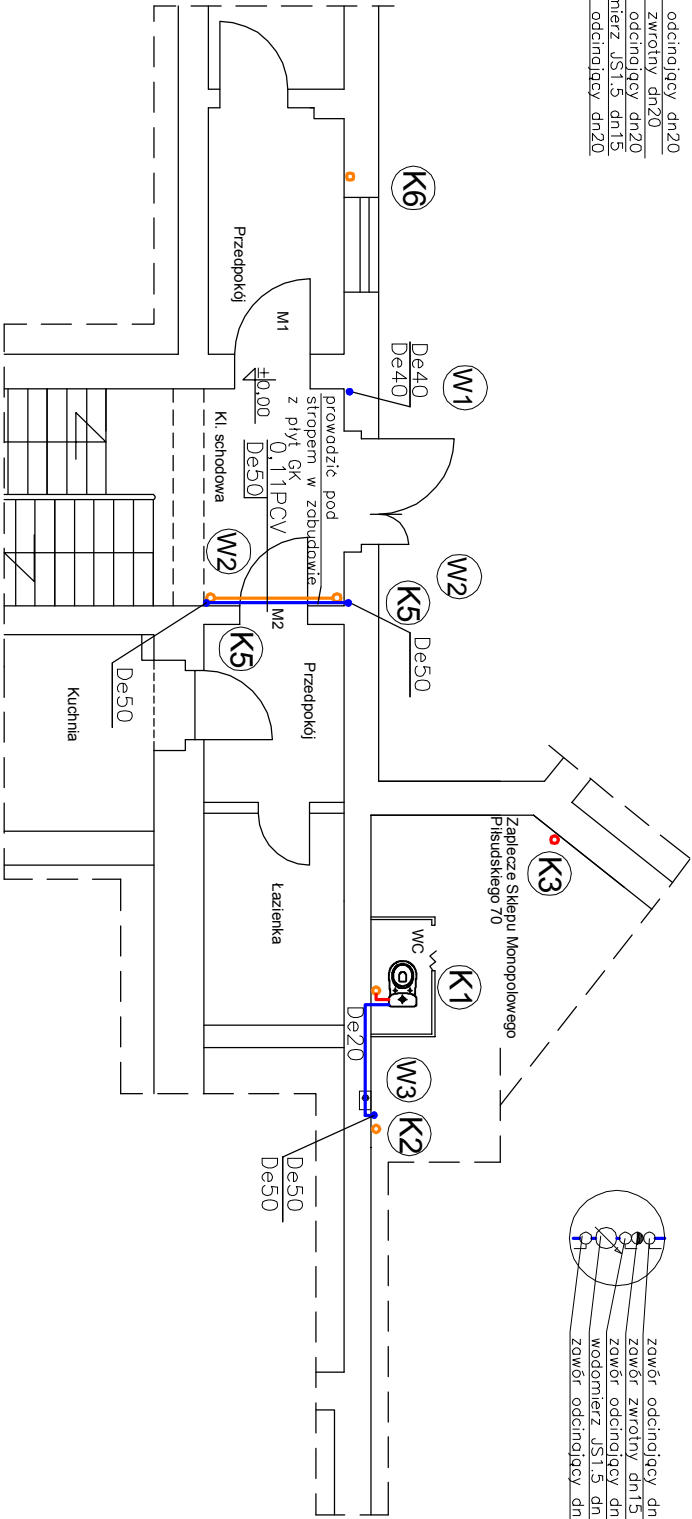 odcinający dn20
zwrotny dn20
odcinający dn20
mierz JS1.5 dn15
odcinający dn20
K6
Przedpokój
M1
De40
De40
W1
±0,00
Kl. schodowa
prowadzić pod
stropem w zabudowie
z płyt GK
0,11PCV
De50
W2
W2
K5
De50
M2
K5
Przedpokój
De50
Kuchnia
Łazienka
Zaplecze Sklepu Monopolowego
Piłsudskiego 70
K3
WC
K1
De20
W3
K2
De50
De50
zawór odcinający dn
zawór zwrotny dn15
zawór odcinający dn
wodomierz JS1.5 dn
zawór odcinający dn